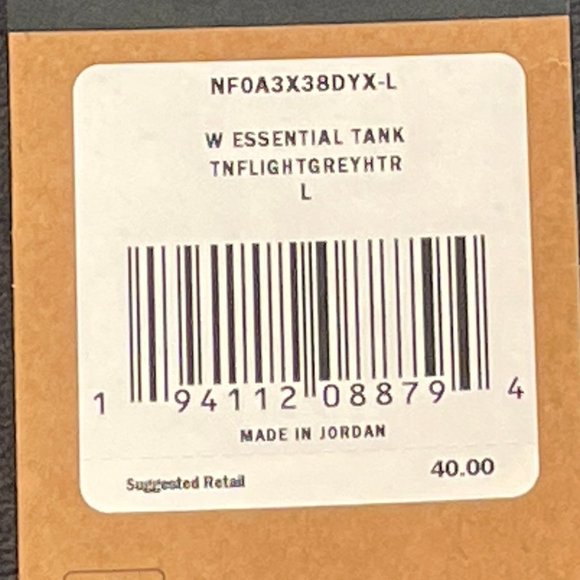 NF0A3X38DYX-L
W ESSENTIAL TANK
TNFLIGHTGREYHTR
L
1 94112 08879 4
MADE IN JORDAN
Suggested Retail 40.00